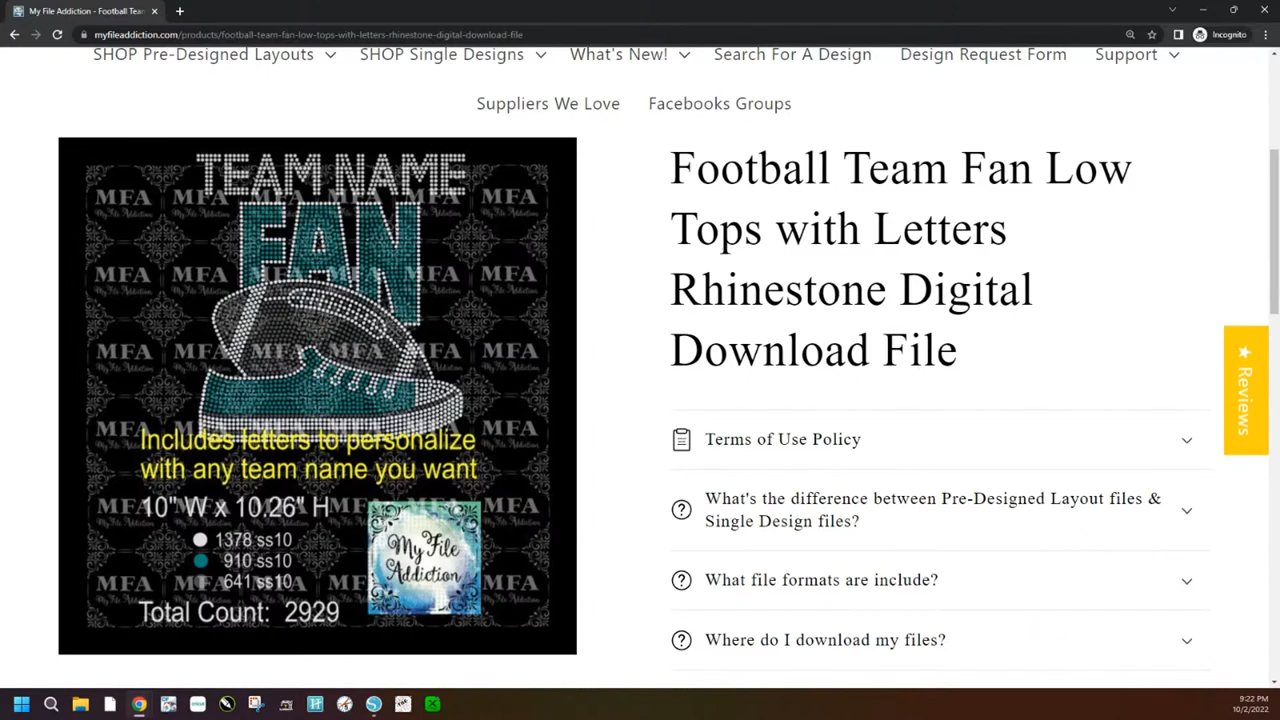 My File Addiction - Football Team
myfileaddiction.com/products/football-team-fan-low-tops-with-letters-rhinestone-digital-download-file
Incognito
SHOP Pre-Designed Layouts
SHOP Single Designs
What's New!
Search For A Design
Design Request Form
Support
Suppliers We Love
Facebooks Groups
TEAM NAME
FAN
Includes letters to personalize
with any team name you want
10" W x 10.26" H
1378 ss10
910 ss10
641 ss10
Total Count: 2929
My File
Addiction
MFA
My File Addiction
Football Team Fan Low
Tops with Letters
Rhinestone Digital
Download File
Terms of Use Policy
What's the difference between Pre-Designed Layout files &
Single Design files?
What file formats are include?
Where do I download my files?
★ Reviews
9:22 PM
10/2/2022